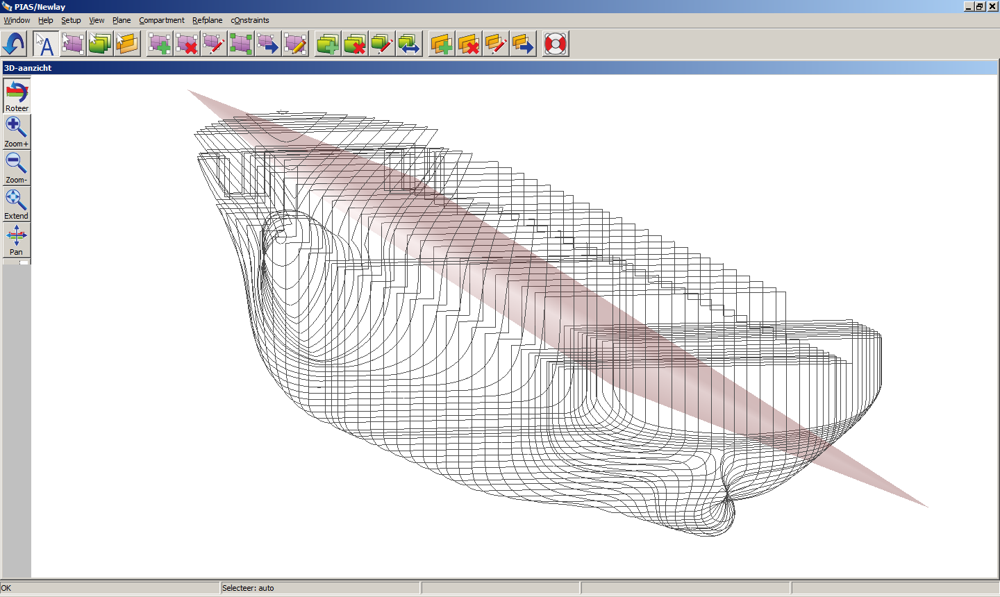 PIAS/Newlay
Window Help Setup View Plane Compartment Refplane cOnstraints
A
3D-aanzicht
Roteer
Zoom+
Zoom-
Extend
Pan
OK Selecteer: auto